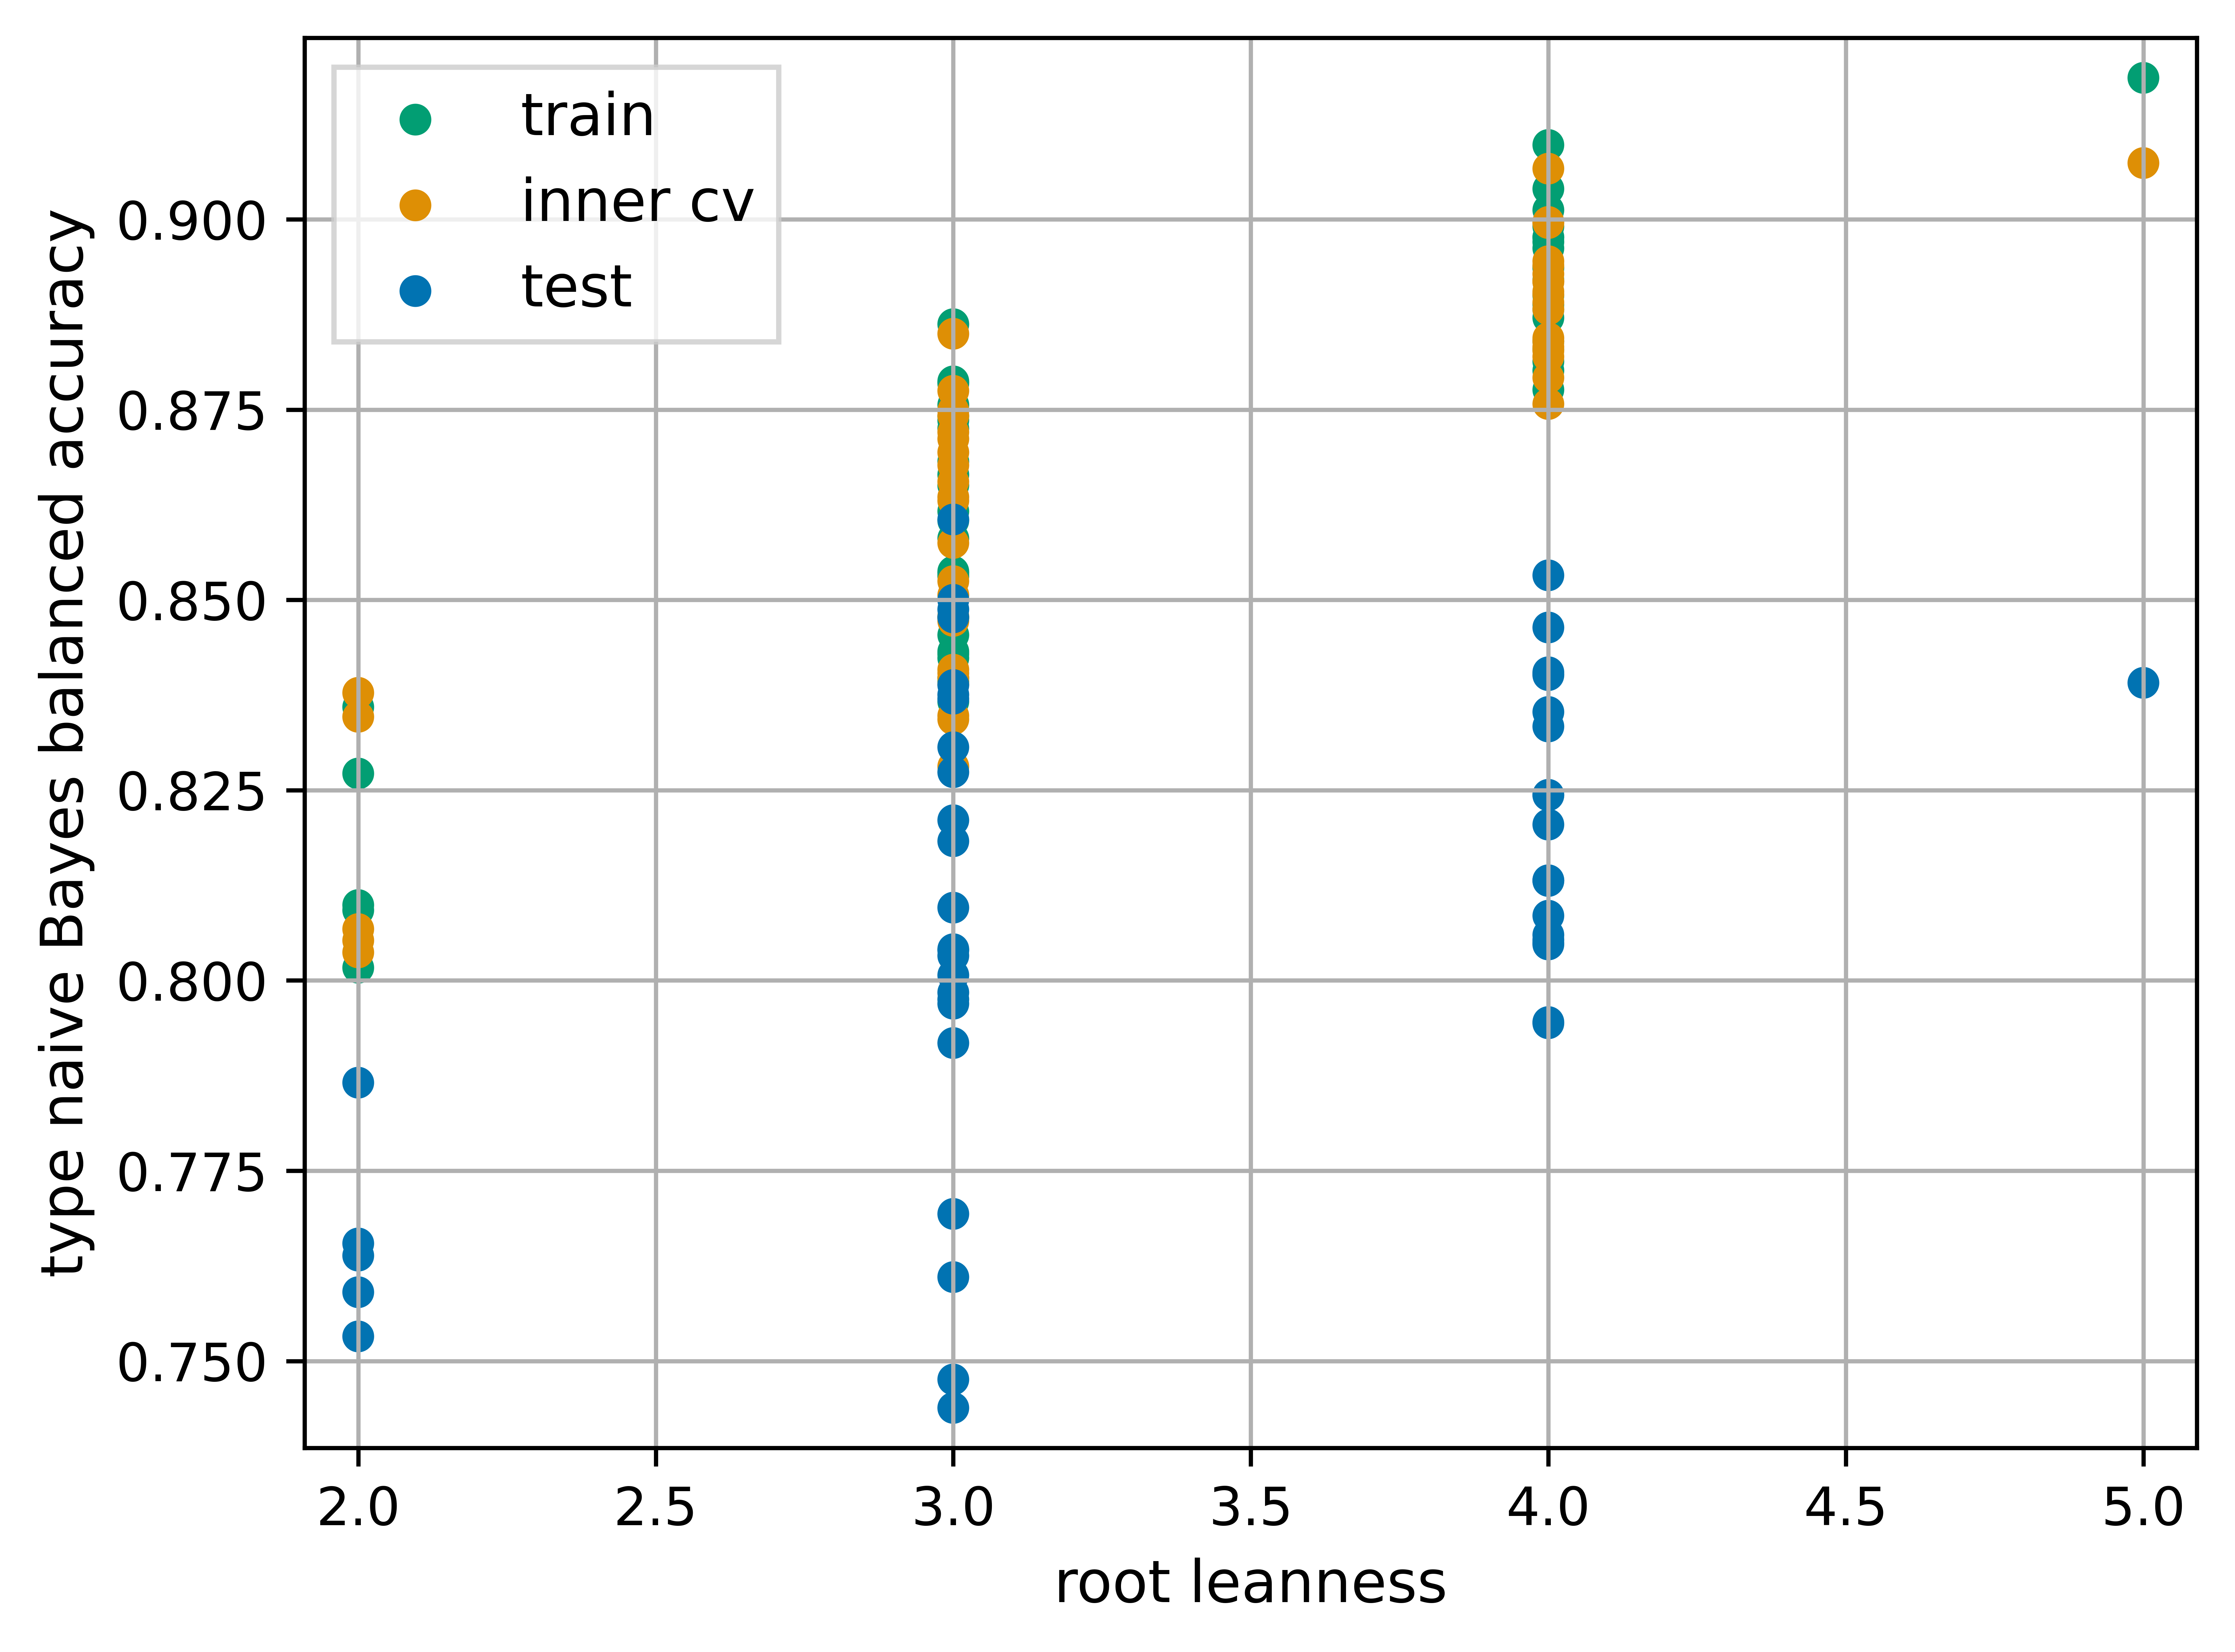 train
inner cv
test
type naive Bayes balanced accuracy
0.900
0.875
0.850
0.825
0.800
0.775
0.750
2.0 2.5 3.0 3.5 4.0 4.5 5.0
root leanness